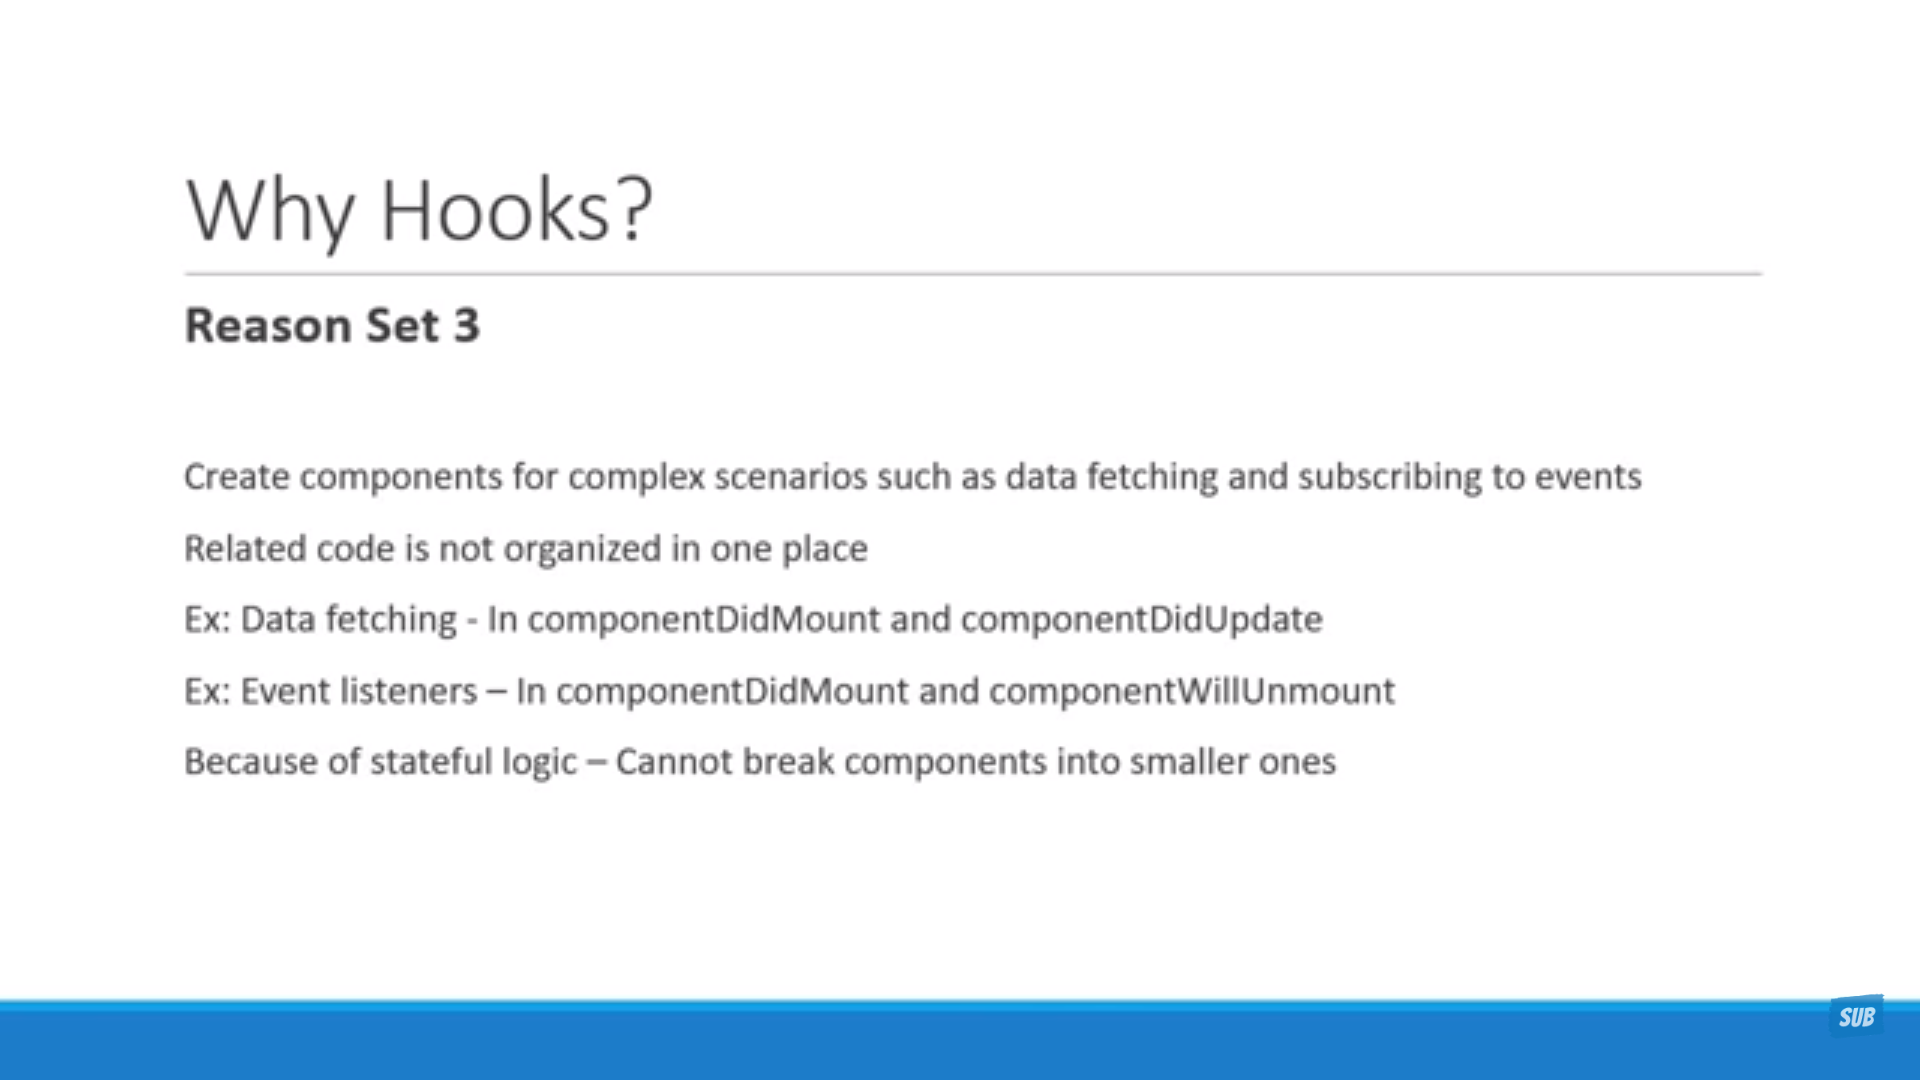 Why Hooks?
Reason Set 3
Create components for complex scenarios such as data fetching and subscribing to events
Related code is not organized in one place
Ex: Data fetching - In componentDidMount and componentDidUpdate
Ex: Event listeners – In componentDidMount and componentWillUnmount
Because of stateful logic – Cannot break components into smaller ones
SUB